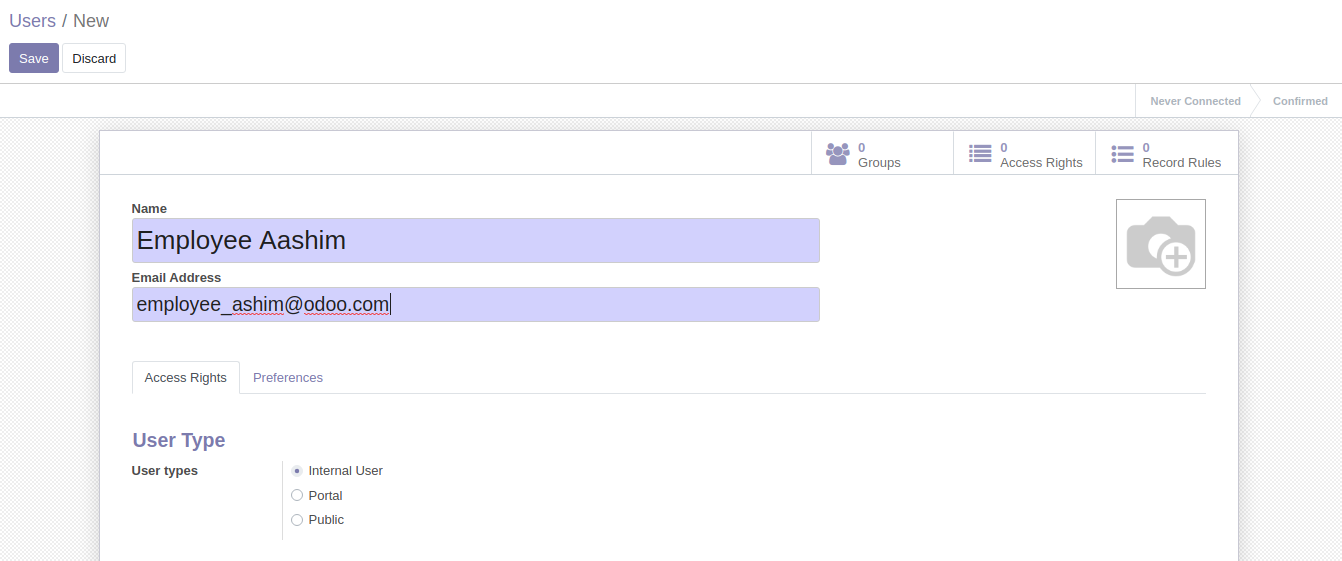 Users / New
Save Discard
Never Connected Confirmed
0 Groups 0 Access Rights 0 Record Rules
Name
Employee Aashim
Email Address
employee_ashim@odoo.com
Access Rights Preferences
User Type
User types Internal User
Portal
Public